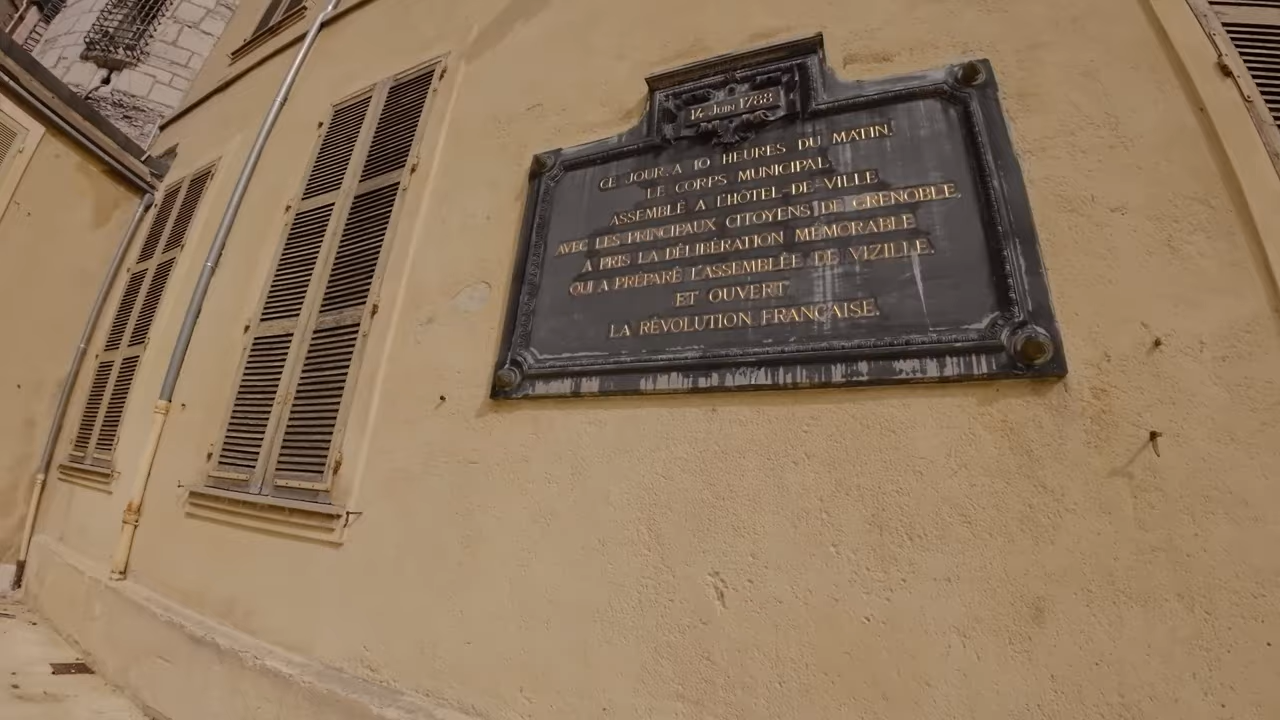 14 Juin 1788
CE JOUR, A 10 HEURES DU MATIN,
LE CORPS MUNICIPAL,
ASSEMBLÉ A L'HÔTEL-DE-VILLE
AVEC LES PRINCIPAUX CITOYENS DE GRENOBLE,
A PRIS LA DÉLIBÉRATION MÉMORABLE
QUI A PRÉPARÉ L'ASSEMBLÉE DE VIZILLE
ET OUVERT
LA RÉVOLUTION FRANÇAISE.